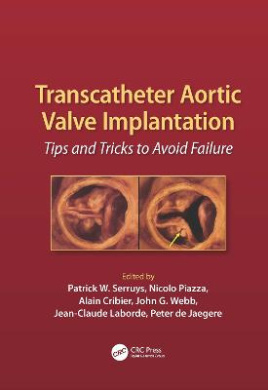 Transcatheter Aortic
Valve Implantation
Tips and Tricks to Avoid Failure
Edited by
Patrick W. Serruys, Nicolo Piazza,
Alain Cribier, John G. Webb,
Jean-Claude Laborde, Peter de Jaegere
CRC
CRC Press